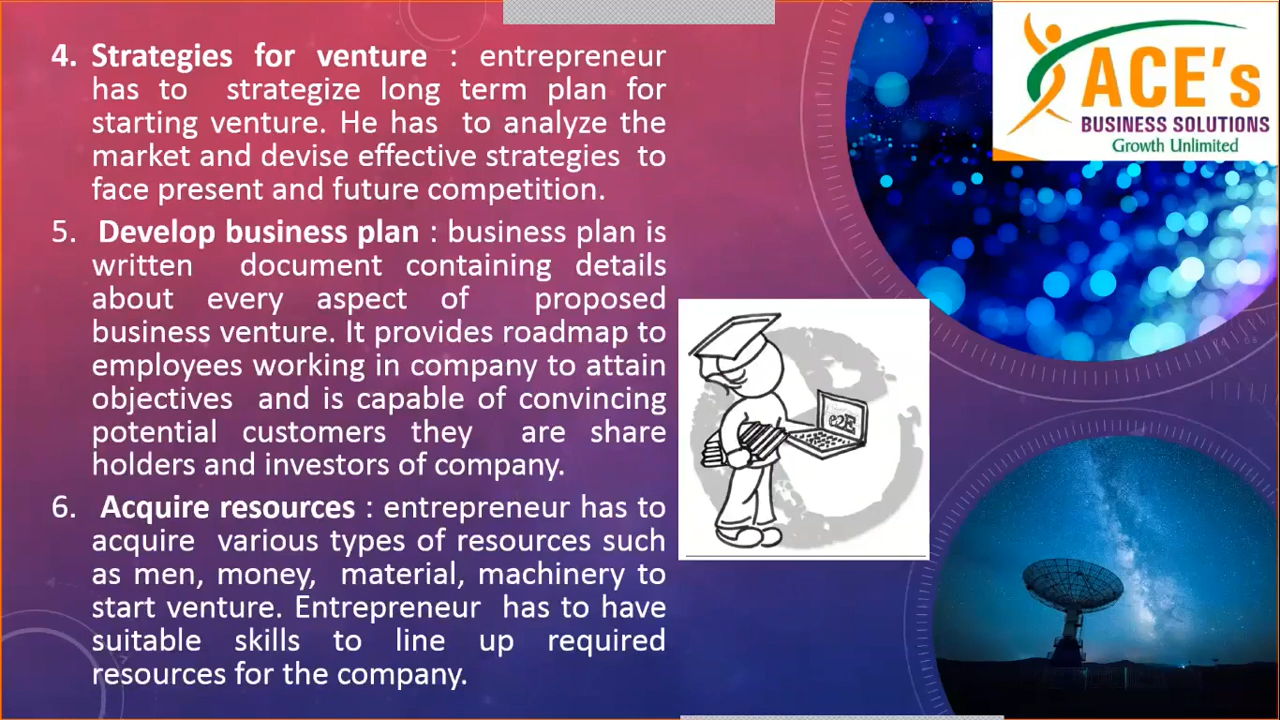 4. Strategies for venture : entrepreneur
has to strategize long term plan for
starting venture. He has to analyze the
market and devise effective strategies to
face present and future competition.
5. Develop business plan : business plan is
written document containing details
about every aspect of proposed
business venture. It provides roadmap to
employees working in company to attain
objectives and is capable of convincing
potential customers they are share
holders and investors of company.
6. Acquire resources : entrepreneur has to
acquire various types of resources such
as men, money, material, machinery to
start venture. Entrepreneur has to have
suitable skills to line up required
resources for the company.
ACE's
BUSINESS SOLUTIONS
Growth Unlimited
e2E